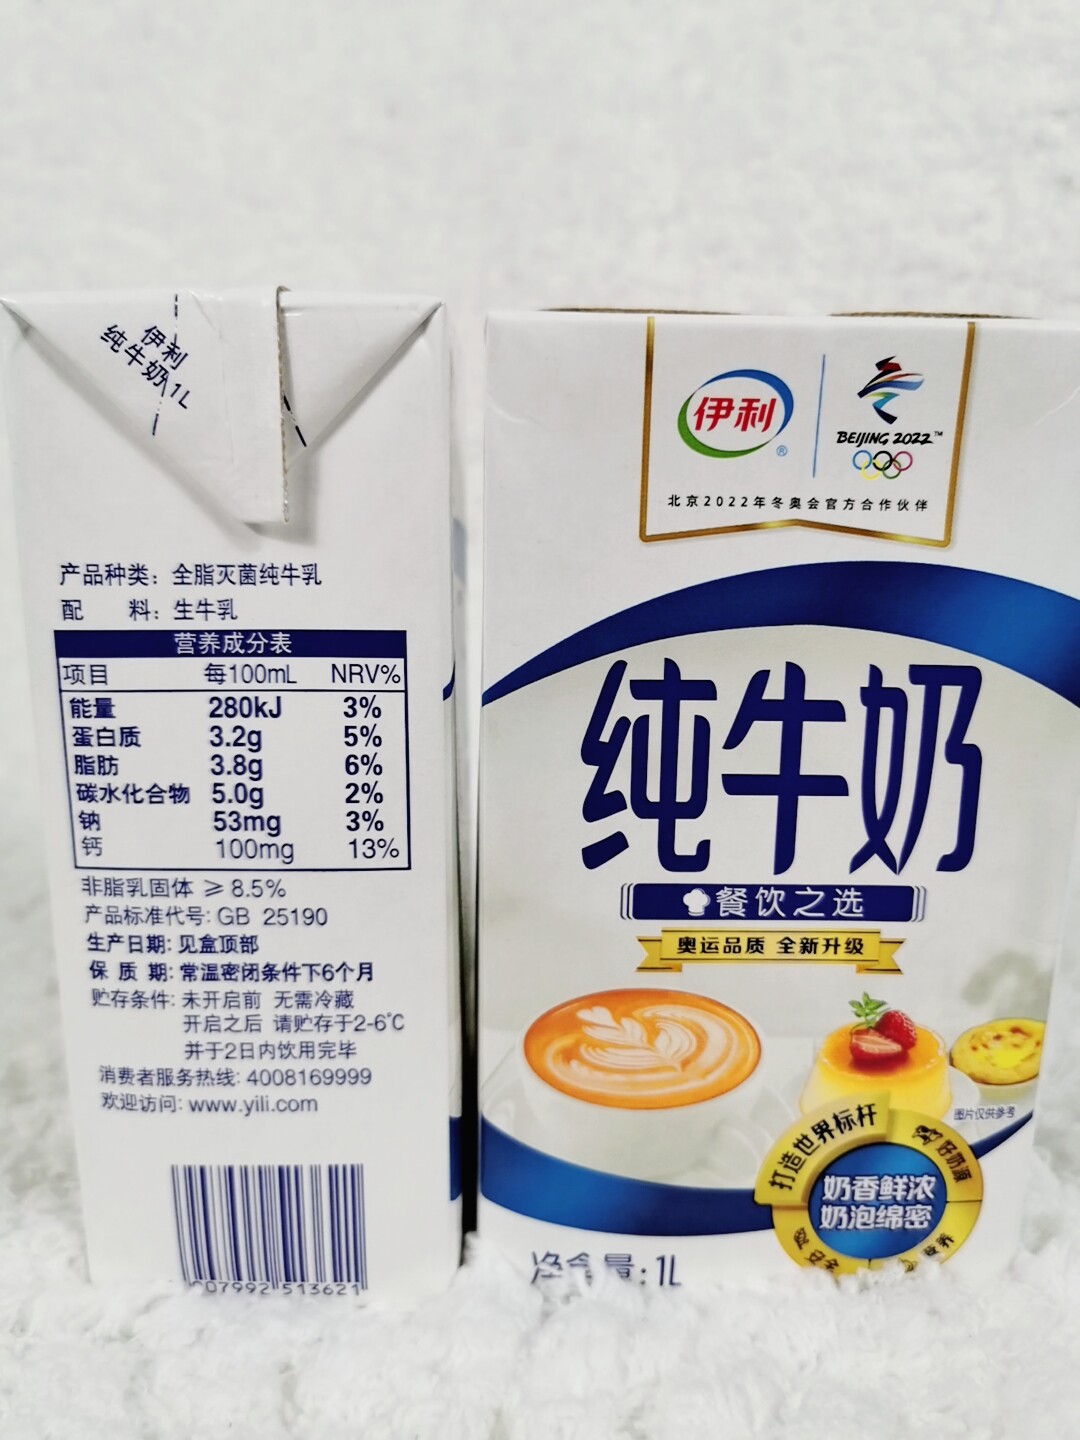 伊利
纯牛奶1L
产品种类：全脂灭菌纯牛乳
配 料：生牛乳
营养成分表
项目 每100mL NRV%
能量 280kJ 3%
蛋白质 3.2g 5%
脂肪 3.8g 6%
碳水化合物 5.0g 2%
钠 53mg 3%
钙 100mg 13%
非脂乳固体 ≥ 8.5%
产品标准代号: GB 25190
生产日期: 见盒顶部
保 质 期: 常温密闭条件下6个月
贮存条件: 未开启前 无需冷藏
开启之后 请贮存于2-6℃
并于2日内饮用完毕
消费者服务热线: 4008169999
欢迎访问: www.yili.com
07992 513621
伊利®
BEIJING 2022™
北京2022年冬奥会官方合作伙伴
纯牛奶
餐饮之选
奥运品质 全新升级
图片仅供参考
打造世界标杆
好奶源
奶香鲜浓
奶泡绵密
营养
净含量: 1L